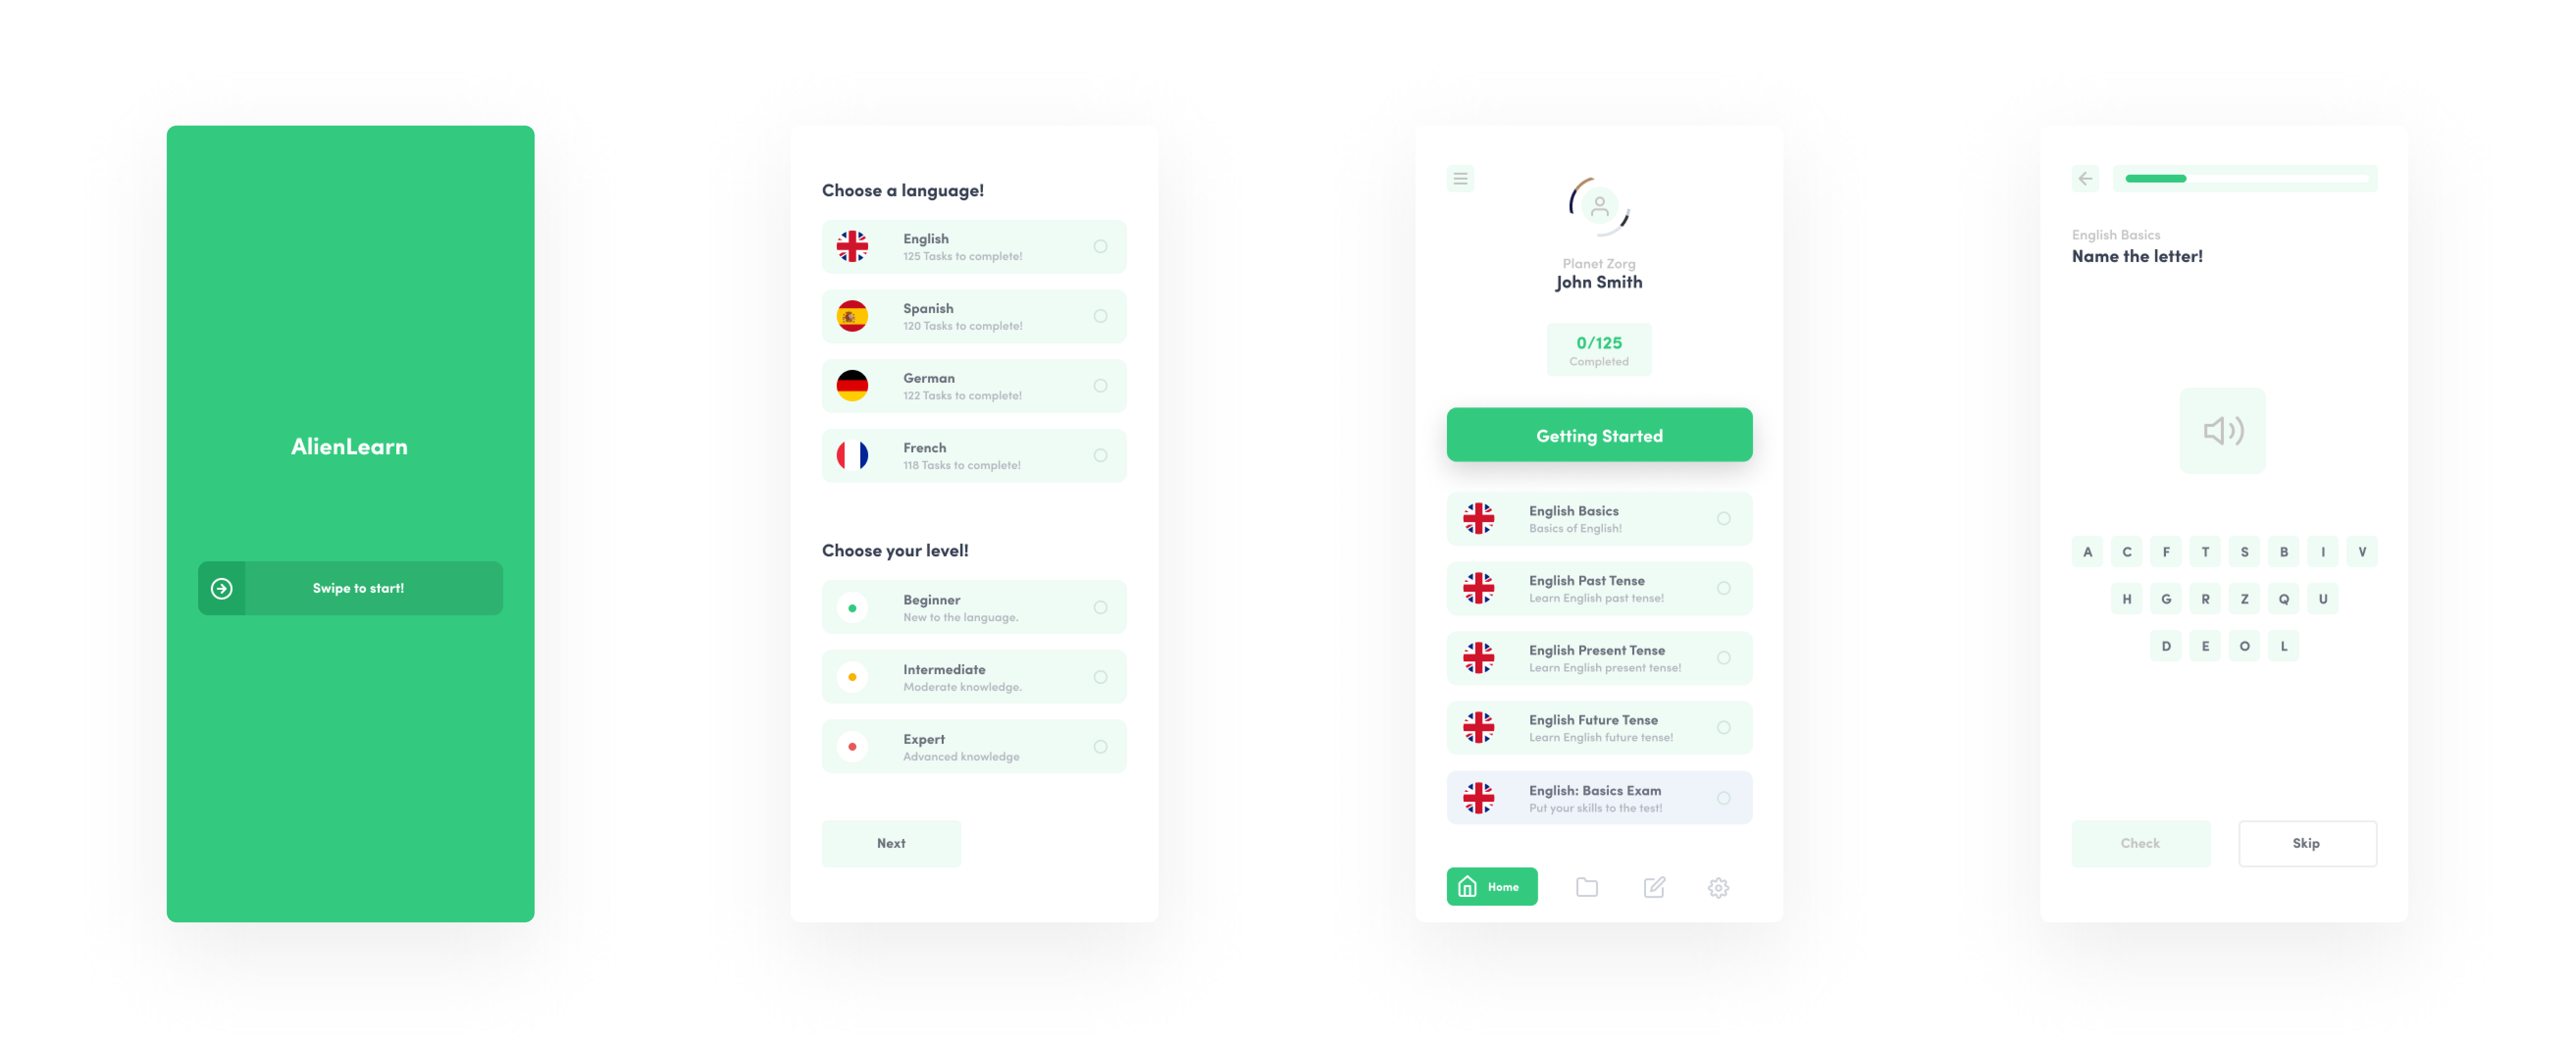 AlienLearn
Swipe to start!
Choose a language!
English
125 Tasks to complete!
Spanish
120 Tasks to complete!
German
122 Tasks to complete!
French
118 Tasks to complete!
Choose your level!
Beginner
New to the language.
Intermediate
Moderate knowledge.
Expert
Advanced knowledge
Next
Planet Zorg
John Smith
0/125
Completed
Getting Started
English Basics
Basics of English!
English Past Tense
Learn English past tense!
English Present Tense
Learn English present tense!
English Future Tense
Learn English future tense!
English: Basics Exam
Put your skills to the test!
Home
English Basics
Name the letter!
A C F T S B I V
H G R Z Q U
D E O L
Check
Skip